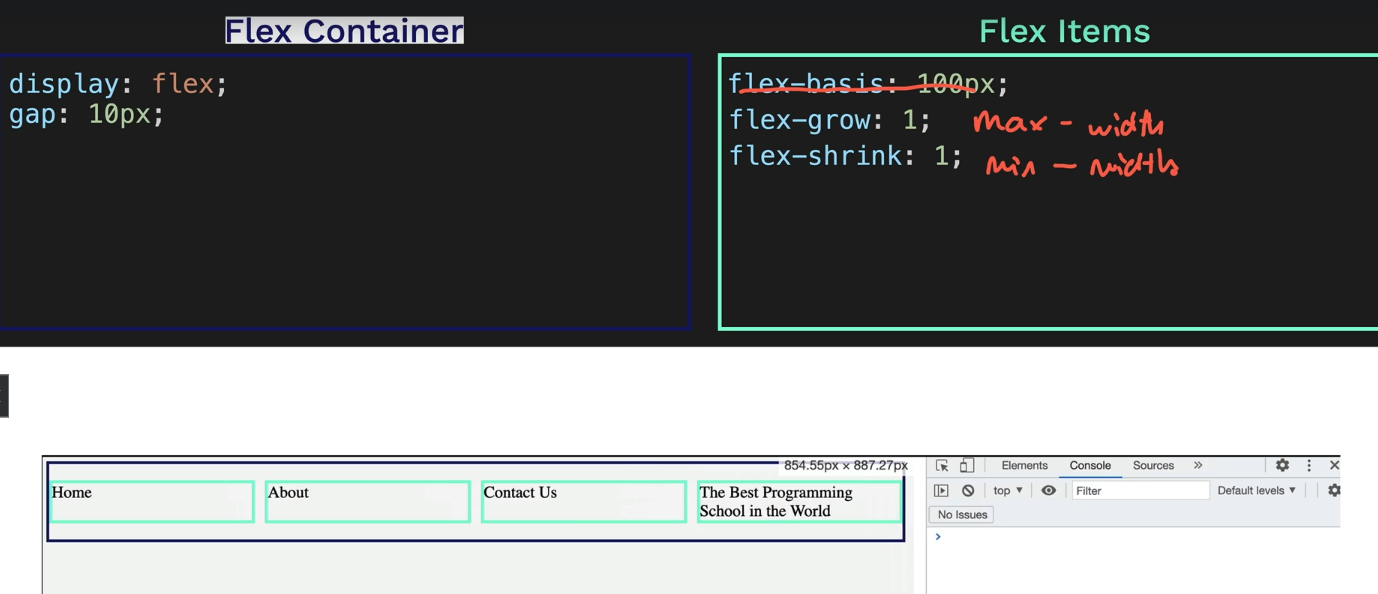 Flex Container
Flex Items
display: flex;
gap: 10px;
flex-basis: 100px;
flex-grow: 1; max - width
flex-shrink: 1; min - width
854.55px × 887.27px
Home
About
Contact Us
The Best Programming
School in the World
Elements
Console
Sources
»
top ▼
Filter
Default levels ▼
No Issues
›